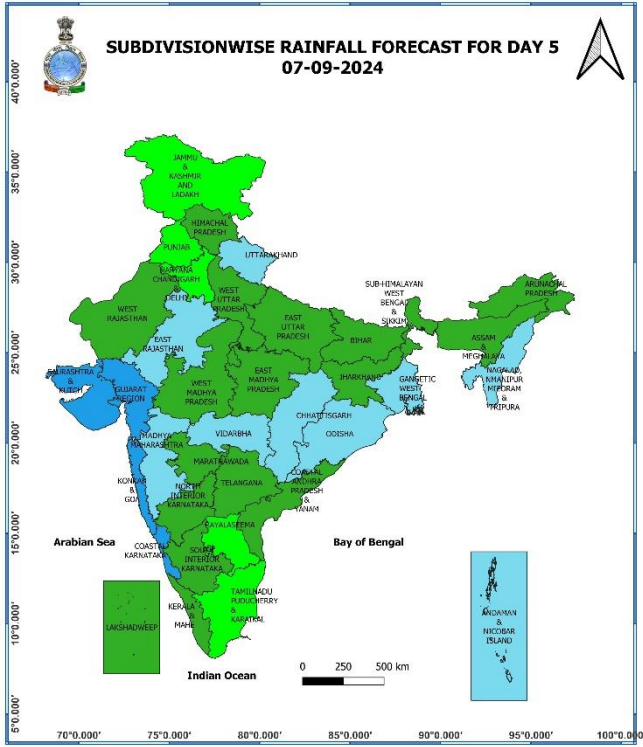 SUBDIVISIONWISE RAINFALL FORECAST FOR DAY 5
07-09-2024
40°0.000'
35°0.000'
30°0.000'
25°0.000'
20°0.000'
15°0.000'
10°0.000'
5°0.000'
JAMMU
&
KASHMIR
AND
LADAKH
HIMACHAL
PRADESH
PUNJAB
UTTARAKHAND
HARYANA
CHANDIGARH
&
DELHI
WEST
UTTAR
PRADESH
SUB-HIMALAYAN
WEST
BENGAL
&
SIKKIM
ARUNACHAL
PRADESH
WEST
RAJASTHAN
EAST
UTTAR
PRADESH
EAST
RAJASTHAN
BIHAR
ASSAM
&
MEGHALAYA
SAURASHTRA
&
KUTCH
GUJARAT
REGION
WEST
MADHYA
PRADESH
EAST
MADHYA
PRADESH
JHARKHAND
GANGETIC
WEST
BENGAL
NAGALAD,
NMANIPUR
MIZORAM
&
TRIPURA
CHHATTISGARH
MADHYA
MAHARASHTRA
VIDARBHA
ODISHA
MARATHWADA
KONKAN
&
GOA
NORTH
INTERIOR
KARNATAKA
TELANGANA
COASTAL
ANDHRA
PRADESH
&
YANAM
RAYALASEEMA
Arabian Sea
Bay of Bengal
COASTAL
KARNATAKA
SOUTH
INTERIOR
KARNATAKA
TAMILNADU
PUDUCHERRY
&
KARAIKAL
KERALA
&
MAHE
LAKSHADWEEP
ANDAMAN
&
NICOBAR
ISLAND
Indian Ocean
0 250 500 km
70°0.000' 75°0.000' 80°0.000' 85°0.000' 90°0.000' 95°0.000' 100°0.000'